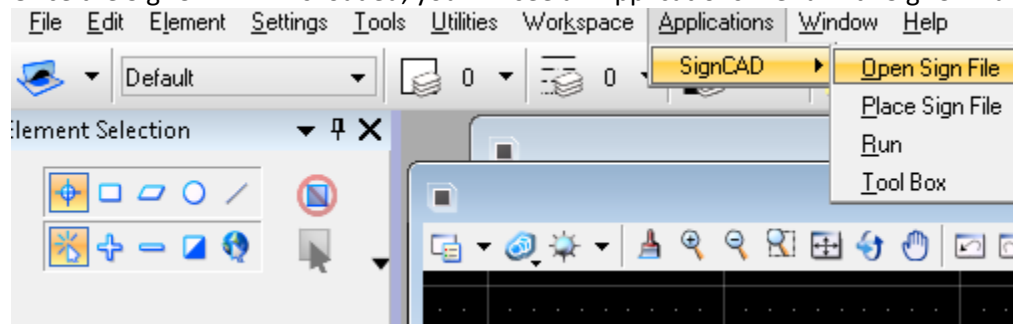 File Edit Element Settings Tools Utilities Workspace Applications Window Help
Default 0 0 SignCAD Open Sign File
Place Sign File
Element Selection
Run
Tool Box